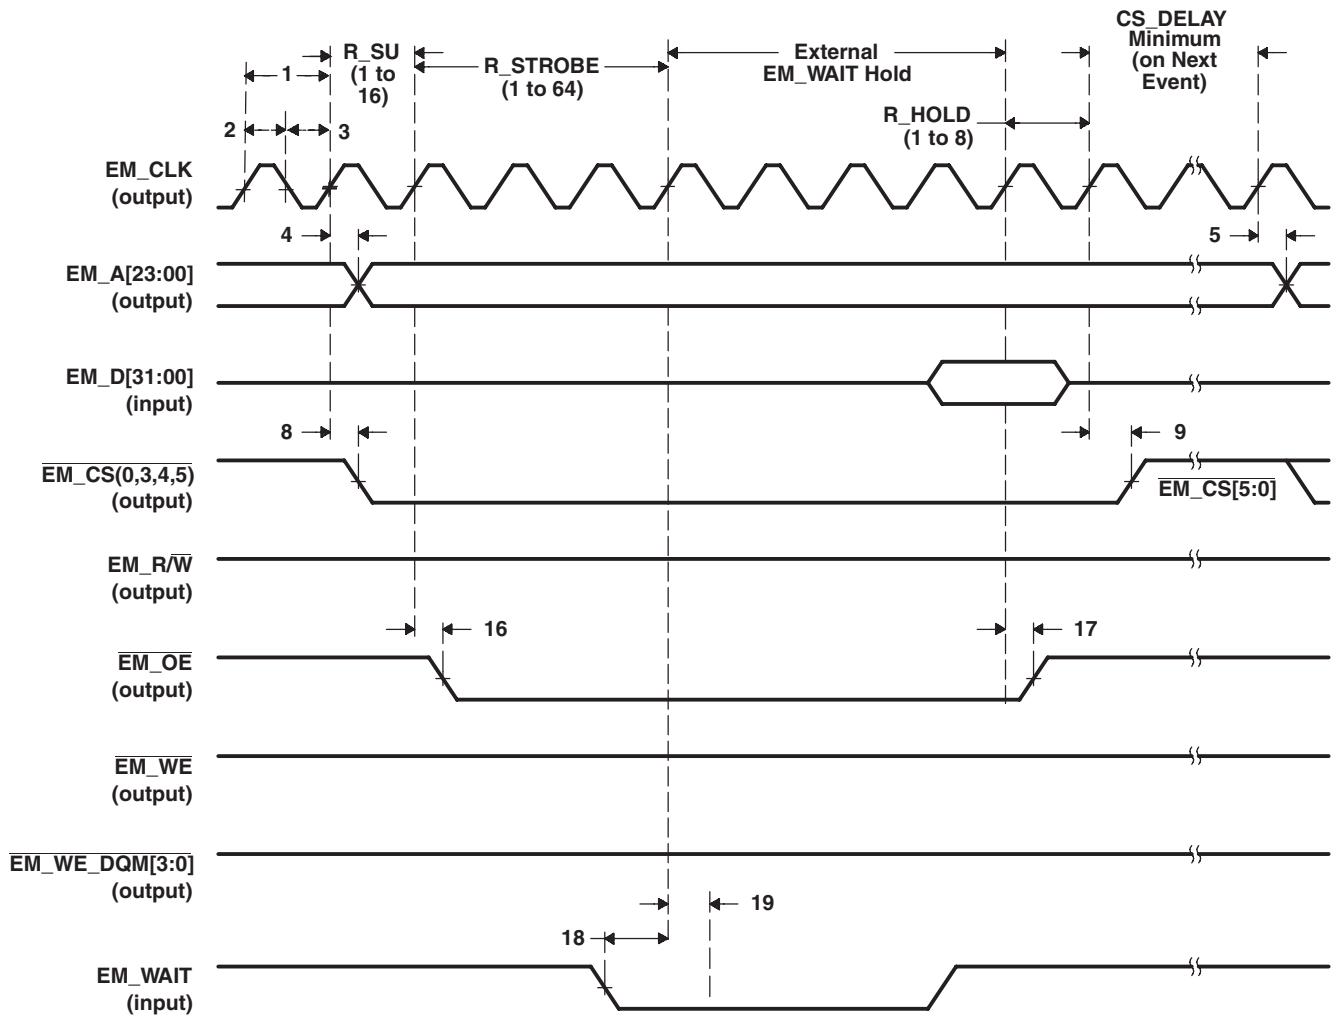 CS_DELAY
Minimum
(on Next
Event)
R_SU
(1 to
16)
R_STROBE
(1 to 64)
External
EM_WAIT Hold
1
R_HOLD
(1 to 8)
2
3
EM_CLK
(output)
4
5
EM_A[23:00]
(output)
EM_D[31:00]
(input)
8
9
EM_CS(0,3,4,5)
(output)
EM_CS[5:0]
EM_R/W
(output)
16
17
EM_OE
(output)
EM_WE
(output)
EM_WE_DQM[3:0]
(output)
19
18
EM_WAIT
(input)